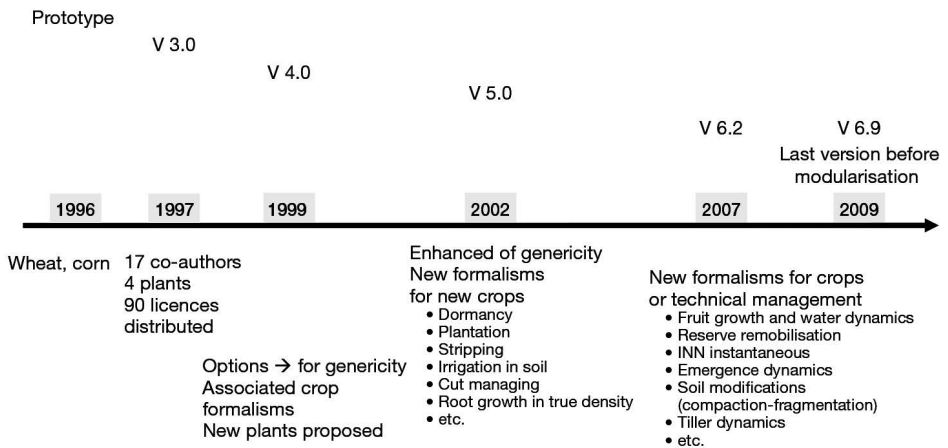 Prototype
V 3.0
V 4.0
V 5.0
V 6.2
V 6.9
Last version before
modularisation
1996
1997
1999
2002
2007
2009
Wheat, corn
17 co-authors
4 plants
90 licences
distributed
Options → for genericity
Associated crop
formalisms
New plants proposed
Enhanced of genericity
New formalisms
for new crops
• Dormancy
• Plantation
• Stripping
• Irrigation in soil
• Cut managing
• Root growth in true density
• etc.
New formalisms for crops
or technical management
• Fruit growth and water dynamics
• Reserve remobilisation
• INN instantaneous
• Emergence dynamics
• Soil modifications
(compaction-fragmentation)
• Tiller dynamics
• etc.